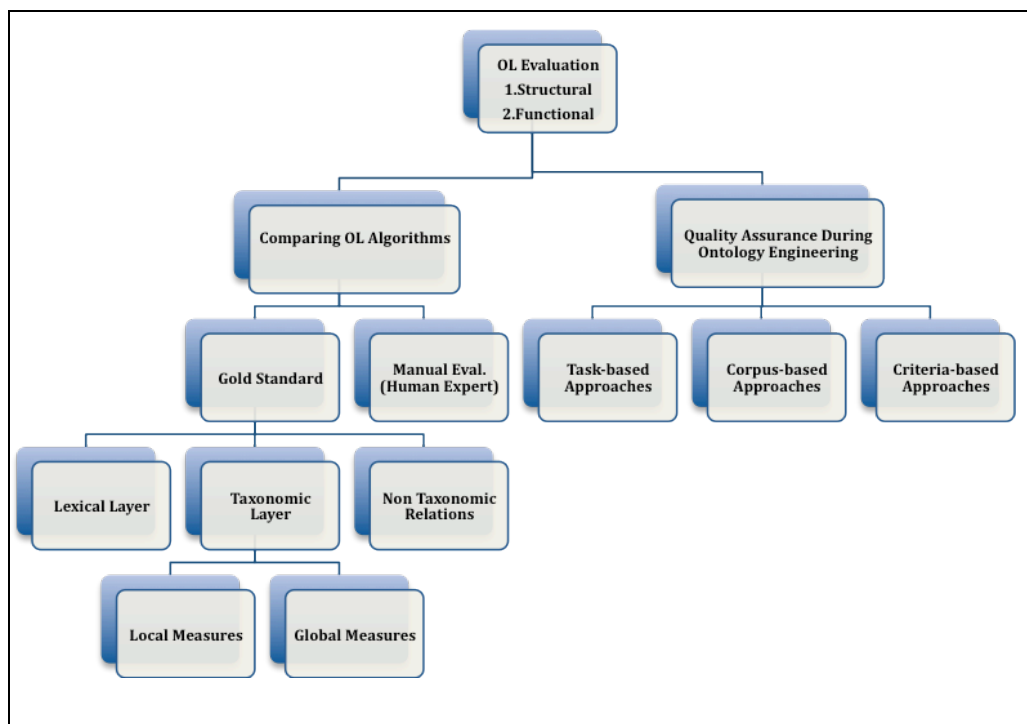 OL Evaluation
1.Structural
2.Functional
Comparing OL Algorithms
Quality Assurance During
Ontology Engineering
Gold Standard
Manual Eval.
(Human Expert)
Task-based
Approaches
Corpus-based
Approaches
Criteria-based
Approaches
Lexical Layer
Taxonomic
Layer
Non Taxonomic
Relations
Local Measures
Global Measures